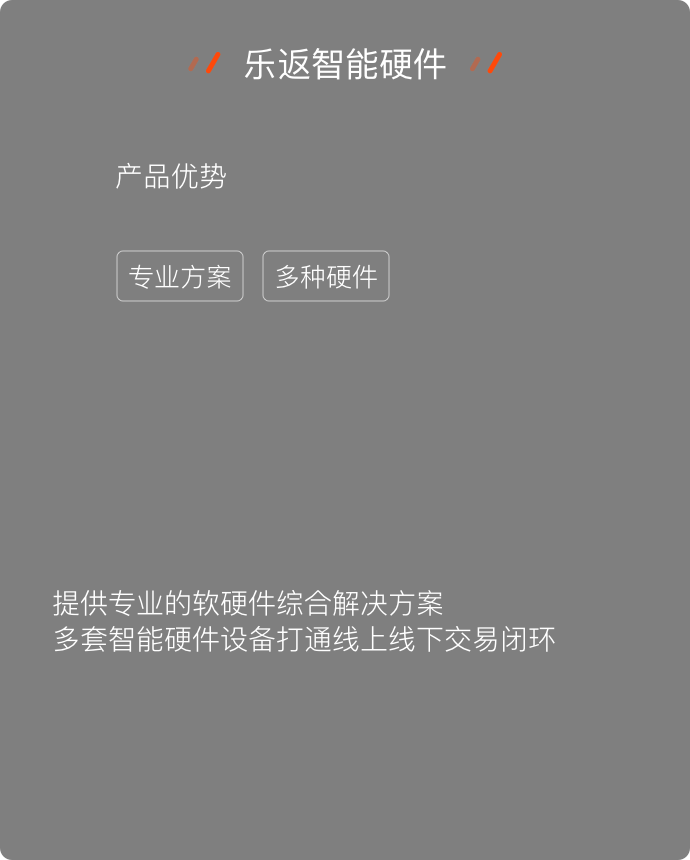 乐返智能硬件
产品优势
专业方案 多种硬件
提供专业的软硬件综合解决方案
多套智能硬件设备打通线上线下交易闭环